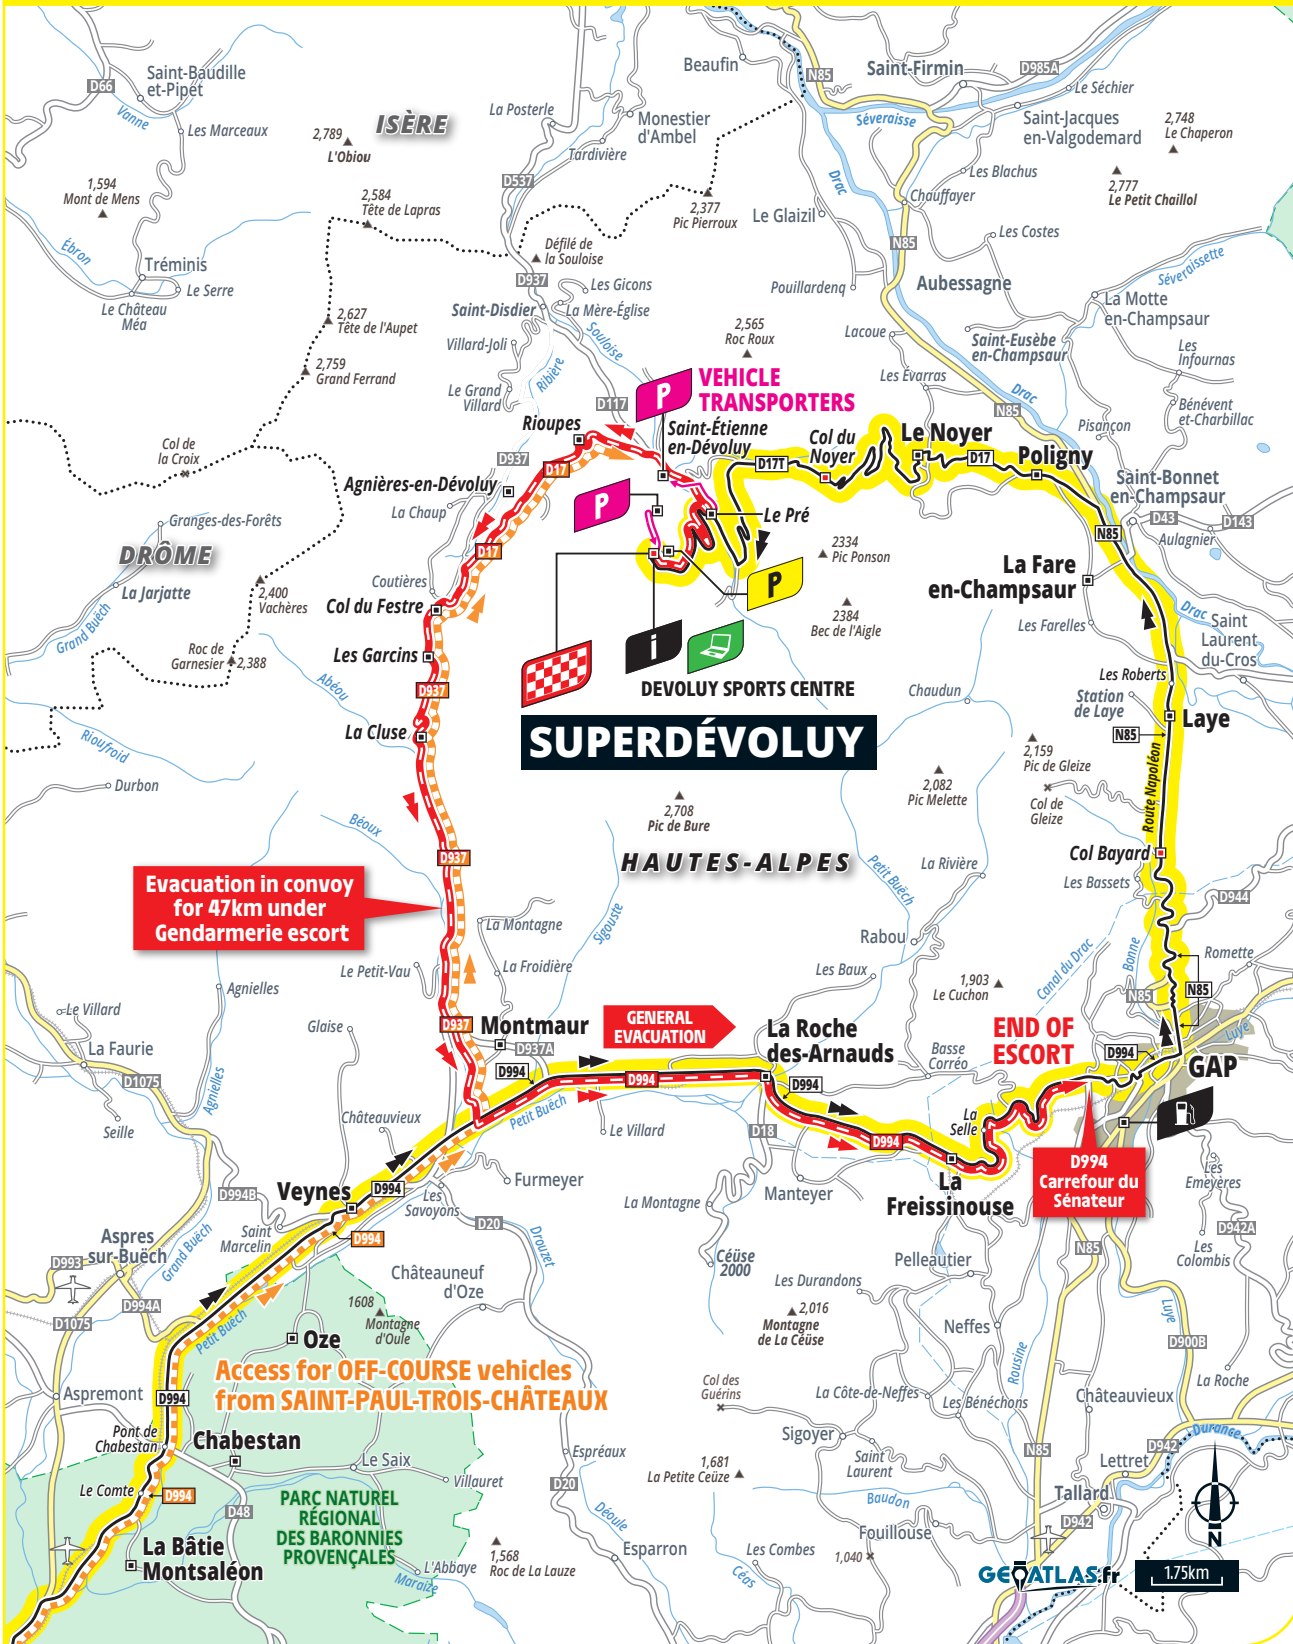 Beaufin
N85
Saint-Firmin
D985A
Le Séchier
Saint-Baudille
et-Pipet
D66
Vanne
Les Marceaux
ISÈRE
2,789
L'Obiou
La Posterle
Monestier
d'Ambel
Tardivière
Séveraisse
Saint-Jacques
en-Valgodemard
2,748
Le Chaperon
1,594
Mont de Mens
2,584
Tête de Lapras
D537
2,377
Pic Pierroux
Drac
Les Blachus
Chauffayer
2,777
Le Petit Chaillol
Le Glaizil
Ébron
Tréminis
Le Serre
Le Château
Méa
Défilé de
la Souloise
D937
Les Gicons
Saint-Disdier
La Mère-Église
N85
Les Costes
Pouillardenq
Aubessagne
Séveraissette
La Motte
en-Champsaur
2,627
Tête de l'Aupet
Villard-Joli
Souloise
2,565
Roc Roux
Lacoue
Saint-Eusèbe
en-Champsaur
Les
Infournas
2,759
Grand Ferrand
Le Grand
Villard
Ribière
P
VEHICLE
TRANSPORTERS
Les Évarras
Drac
N85
Bénévent
et-Charbillac
D117
Rioupes
Saint-Étienne
en-Dévoluy
Col du
Noyer
Le Noyer
Pisançon
Col de
la Croix
D937
D17
D17T
D17
Poligny
Agnières-en-Dévoluy
Saint-Bonnet
en-Champsaur
La Chaup
P
Le Pré
D43
D143
Granges-des-Forêts
N85
Aulagnier
DRÔME
D17
2334
Pic Ponson
La Fare
en-Champsaur
La Jarjatte
2,400
Vachères
Coutières
Col du Festre
P
2384
Bec de l'Aigle
Grand Buëch
Les Farelles
Drac
Saint
Laurent
du-Cros
Roc de
Garnesier
2,388
Les Garcins
i
Abéou
D937
DEVOLUY SPORTS CENTRE
Chaudun
Les Roberts
Station
de Laye
Laye
La Cluse
SUPERDÉVOLUY
N85
Rioufroid
2,159
Pic de Gleize
Route Napoléon
Durbon
2,082
Pic Melette
Col de
Gleize
2,708
Pic de Bure
Béoux
D937
HAUTES-ALPES
Petit Buëch
La Rivière
Col Bayard
Les Bassets
Evacuation in convoy
for 47km under
Gendarmerie escort
D944
La Montagne
Sigouste
Rabou
Canal du Drac
Bonne
Romette
Le Petit-Vau
La Froidière
Les Baux
Agnielles
1,903
Le Cuchon
N85
N85
Le Villard
Glaise
D937
Montmaur
GENERAL
EVACUATION
La Roche
des-Arnauds
END OF
ESCORT
Luye
La Faurie
D937A
Basse
Corréo
D994
GAP
D1075
D994
D994
D994
Agnielles
Petit Buëch
Châteauvieux
Seille
Le Villard
D18
D994
La
Selle
D994
Carrefour du
Sénateur
Veynes
D994
Furmeyer
La
Freissinouse
D994B
Les
Savoyons
La Montagne
Manteyer
Les
Emeyères
Saint
Marcelin
D994
D20
Drouzet
D942A
Aspres
sur-Buëch
Grand Buëch
N85
Les
Colombis
D993
Céüse
2000
Pelleautier
Châteauneuf
d'Oze
Les Durandons
D994A
1608
Montagne
d'Oule
2,016
Montagne
de La Céüse
Luye
D1075
Petit Buëch
Oze
Neffes
D900B
Rousine
Access for OFF-COURSE vehicles
from SAINT-PAUL-TROIS-CHÂTEAUX
Col des
Guérins
La Roche
Aspremont
D994
La Côte-de-Neffes
Les Bénéchons
Châteauvieux
Pont de
Chabestan
Chabestan
Sigoyer
N85
D942
Durance
Espréaux
Le Saix
Saint
Laurent
Lettret
1,681
La Petite Ceüze
Villauret
D20
Le Comte
D994
PARC NATUREL
RÉGIONAL
DES BARONNIES
PROVENÇALES
D48
Baudon
Tallard
Déoule
Fouillouse
D942
N
La Bâtie
Montsaléon
1,568
Roc de La Lauze
Esparron
Les Combes
1,040
L'Abbaye
Maraize
Céas
GEOATLAS.fr
1.75km